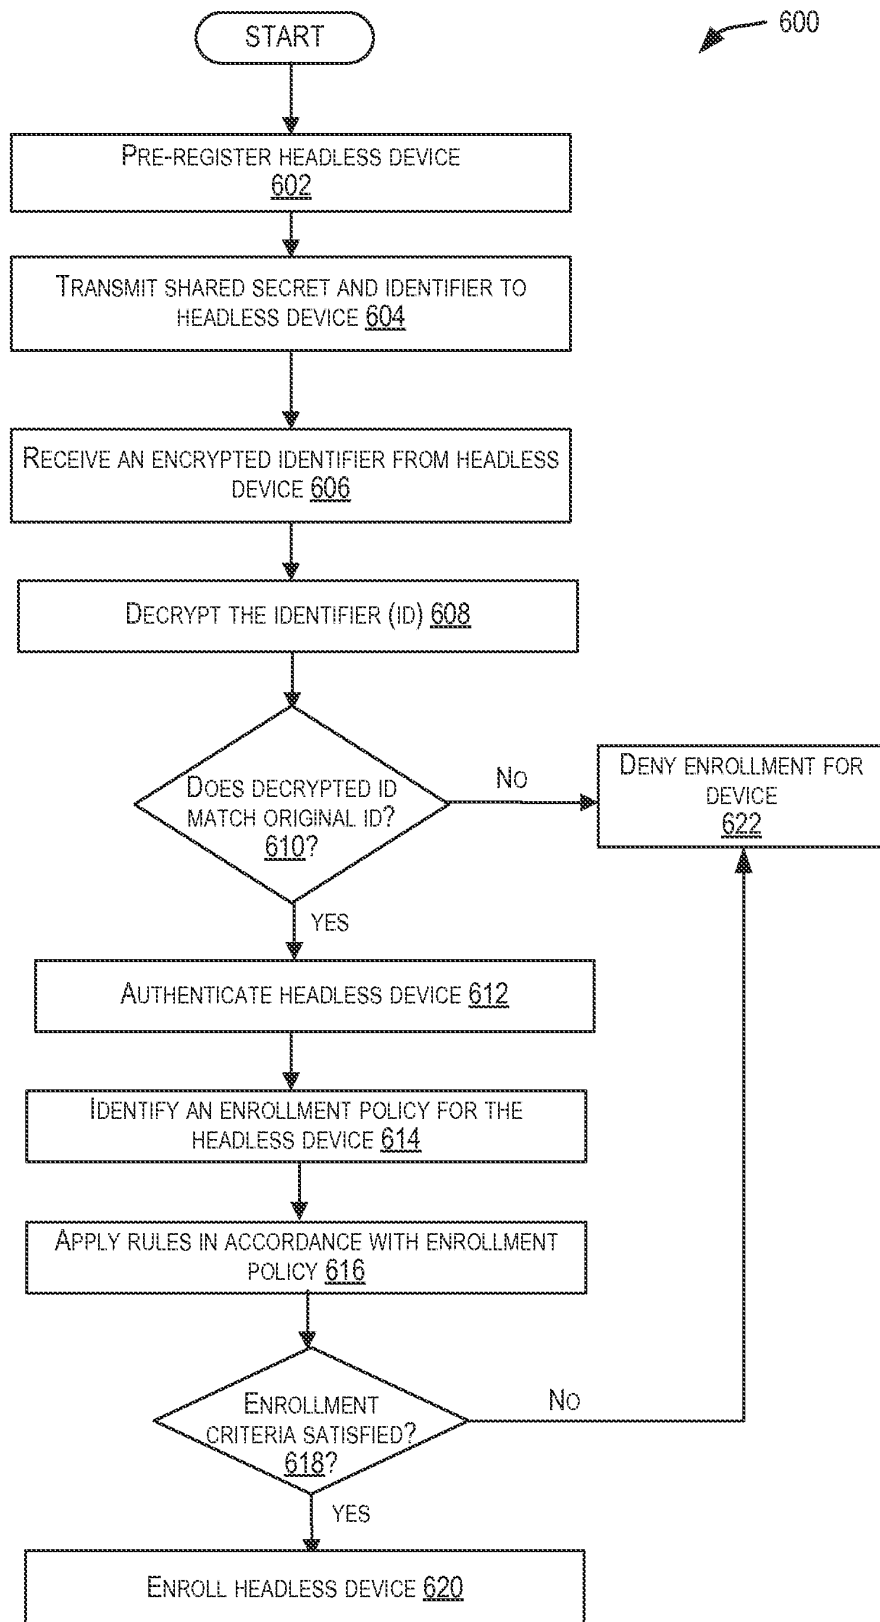 START
600
PRE-REGISTER HEADLESS DEVICE
602
TRANSMIT SHARED SECRET AND IDENTIFIER TO
HEADLESS DEVICE 604
RECEIVE AN ENCRYPTED IDENTIFIER FROM HEADLESS
DEVICE 606
DECRYPT THE IDENTIFIER (ID) 608
DOES DECRYPTED ID
MATCH ORIGINAL ID?
610?
NO
DENY ENROLLMENT FOR
DEVICE
622
YES
AUTHENTICATE HEADLESS DEVICE 612
IDENTIFY AN ENROLLMENT POLICY FOR THE
HEADLESS DEVICE 614
APPLY RULES IN ACCORDANCE WITH ENROLLMENT
POLICY 616
ENROLLMENT
CRITERIA SATISFIED?
618?
NO
YES
ENROLL HEADLESS DEVICE 620